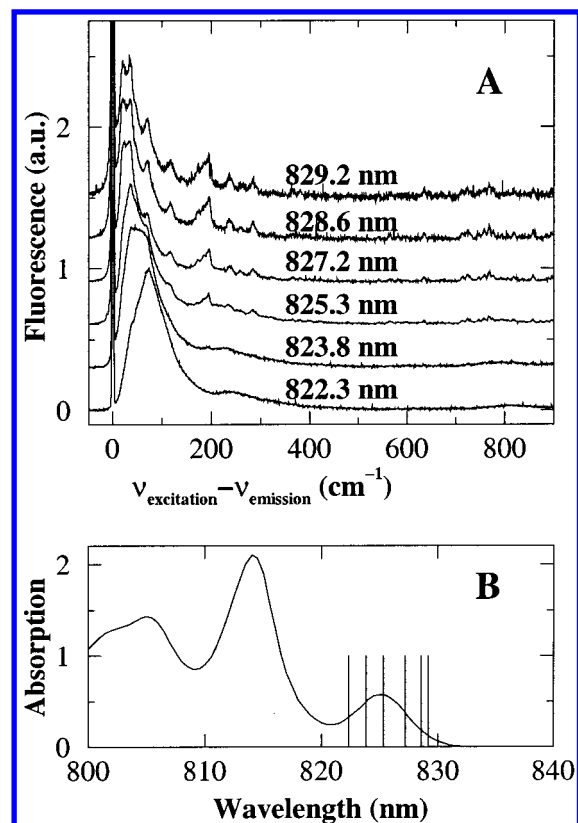 A
Fluorescence (a.u.)
2
1
0
829.2 nm
828.6 nm
827.2 nm
825.3 nm
823.8 nm
822.3 nm
0 200 400 600 800
νexcitation−νemission (cm−1)
B
Absorption
2
1
0
800 810 820 830 840
Wavelength (nm)